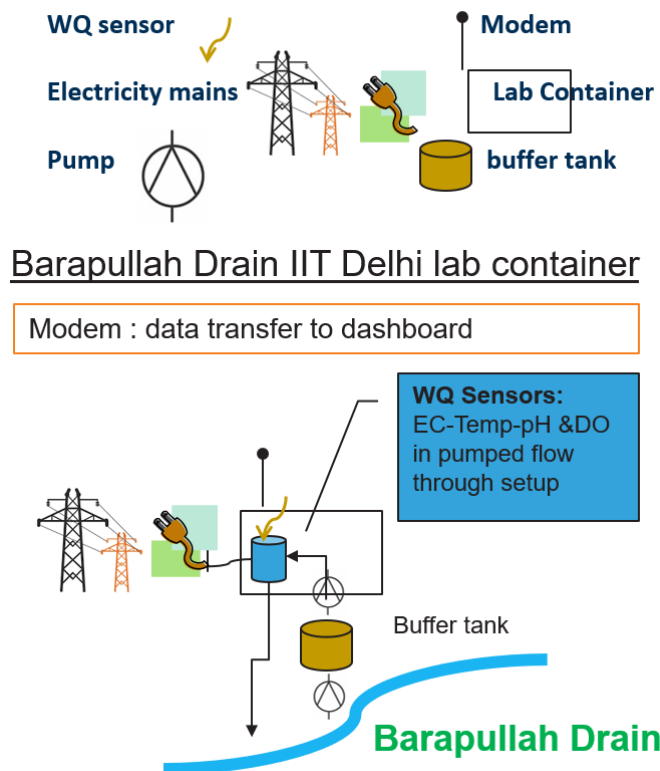 WQ sensor
Modem
Electricity mains
Lab Container
Pump
buffer tank
Barapullah Drain IIT Delhi lab container
Modem : data transfer to dashboard
WQ Sensors:
EC-Temp-pH &DO
in pumped flow
through setup
Buffer tank
Barapullah Drain